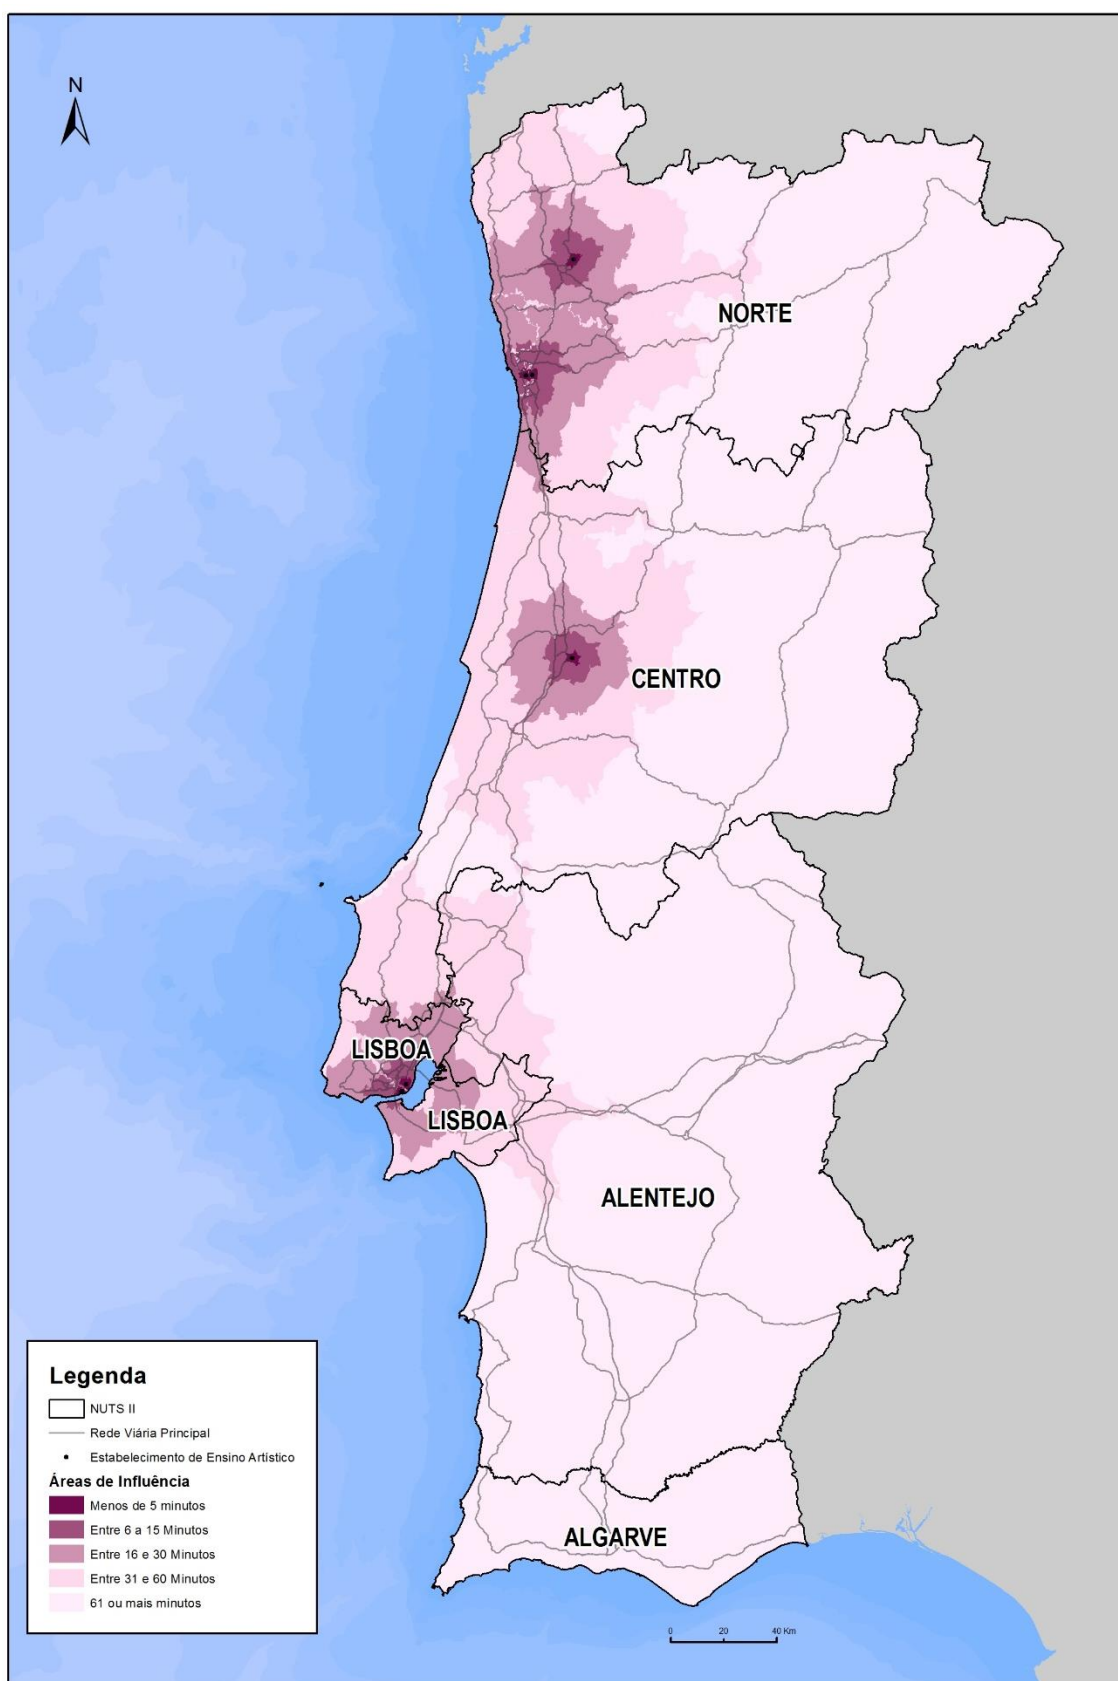 N
NORTE
CENTRO
LISBOA
LISBOA
ALENTEJO
ALGARVE
Legenda
NUTS II
Rede Viária Principal
Estabelecimento de Ensino Artístico
Áreas de Influência
Menos de 5 minutos
Entre 6 a 15 Minutos
Entre 16 e 30 Minutos
Entre 31 e 60 Minutos
61 ou mais minutos
0 20 40 Km